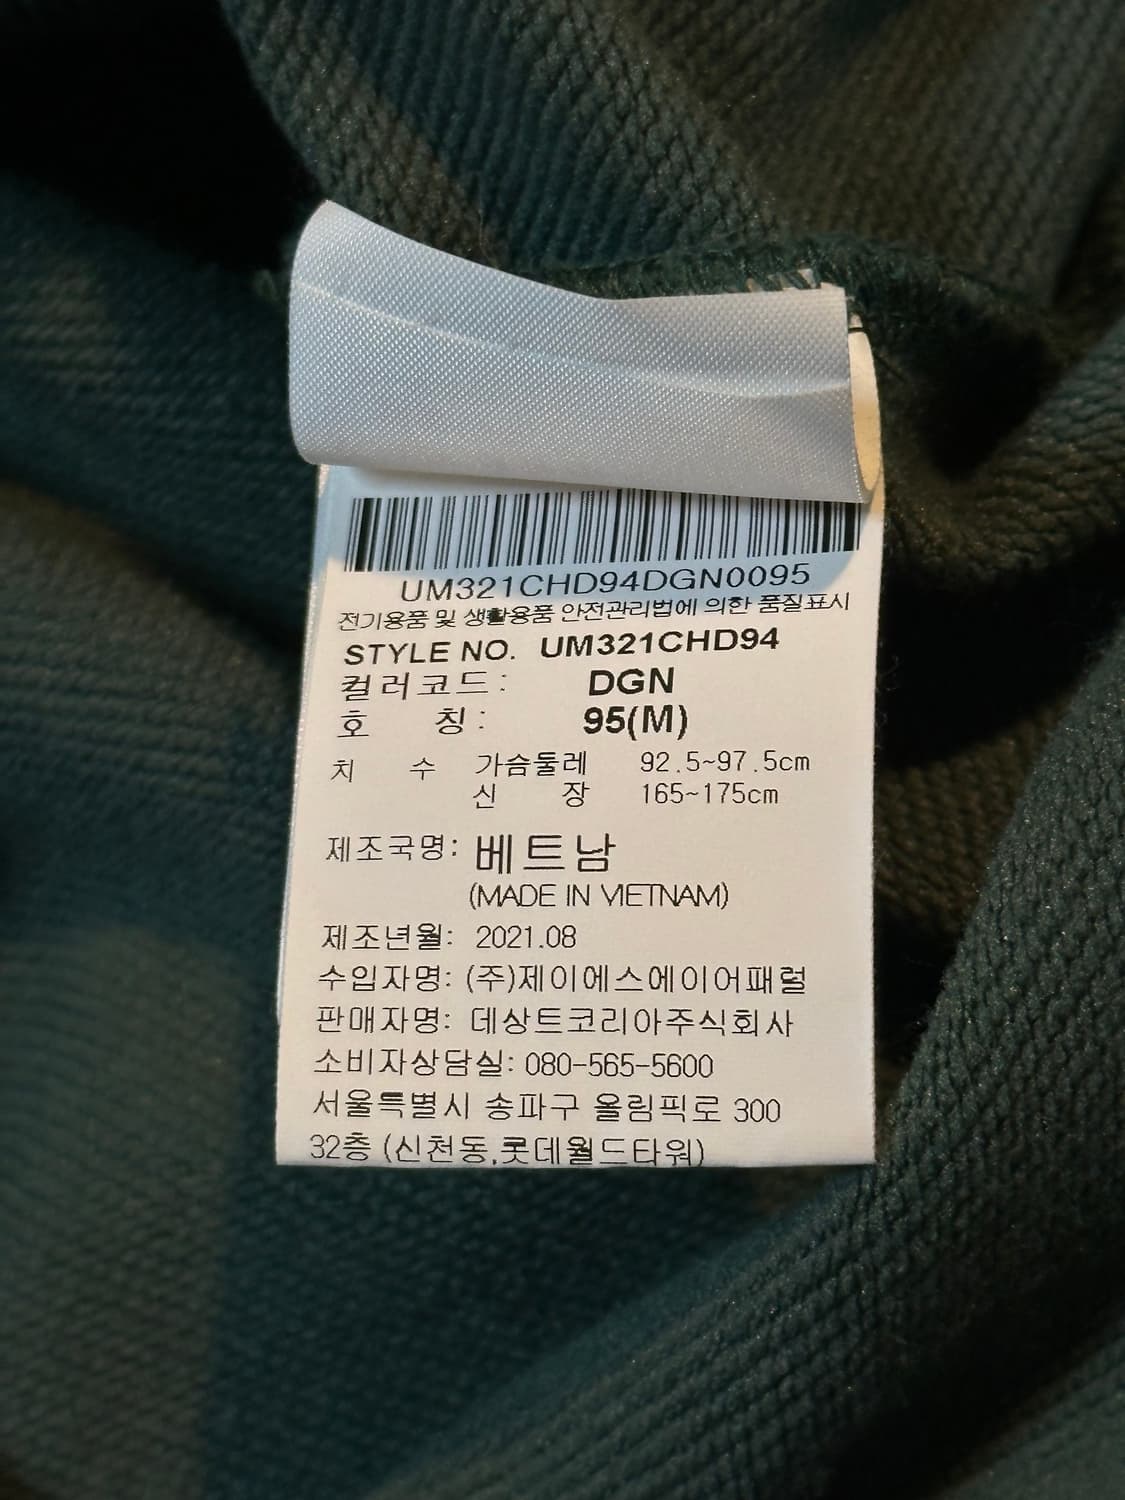 UM321CHD94DGN0095
전기용품 및 생활용품 안전관리법에 의한 품질표시
STYLE NO. UM321CHD94
컬러코드: DGN
호 칭: 95(M)
치 수 가슴둘레 92.5~97.5cm
신 장 165~175cm
제조국명: 베트남
(MADE IN VIETNAM)
제조년월: 2021.08
수입자명: (주)제이에스에이어패럴
판매자명: 데상트코리아주식회사
소비자상담실: 080-565-5600
서울특별시 송파구 올림픽로 300
32층 (신천동,롯데월드타워)